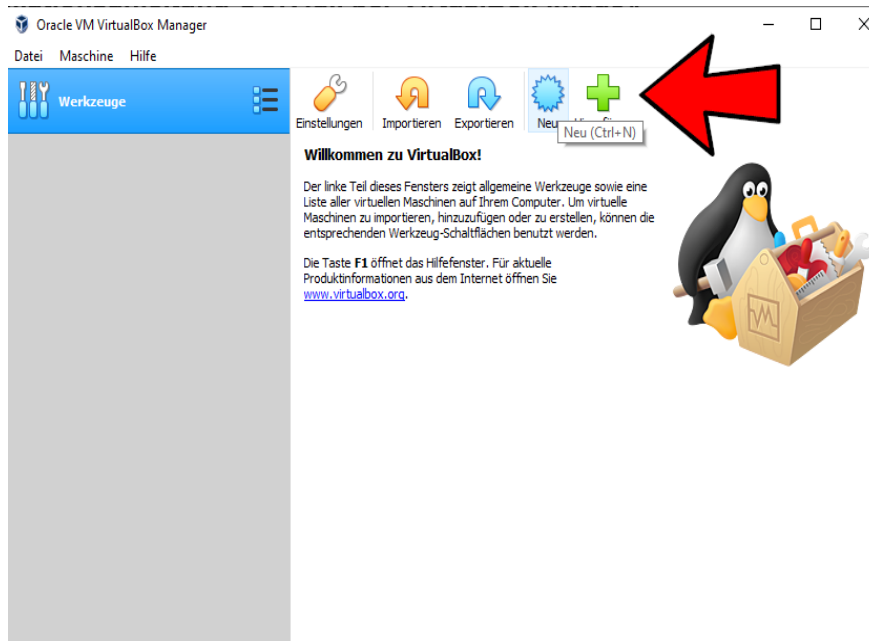 Oracle VM VirtualBox Manager
Datei Maschine Hilfe
Werkzeuge
Einstellungen Importieren Exportieren Neu
Neu (Ctrl+N)
Willkommen zu VirtualBox!
Der linke Teil dieses Fensters zeigt allgemeine Werkzeuge sowie eine
Liste aller virtuellen Maschinen auf Ihrem Computer. Um virtuelle
Maschinen zu importieren, hinzuzufügen oder zu erstellen, können die
entsprechenden Werkzeug-Schaltflächen benutzt werden.
Die Taste F1 öffnet das Hilfefenster. Für aktuelle
Produktinformationen aus dem Internet öffnen Sie
www.virtualbox.org.